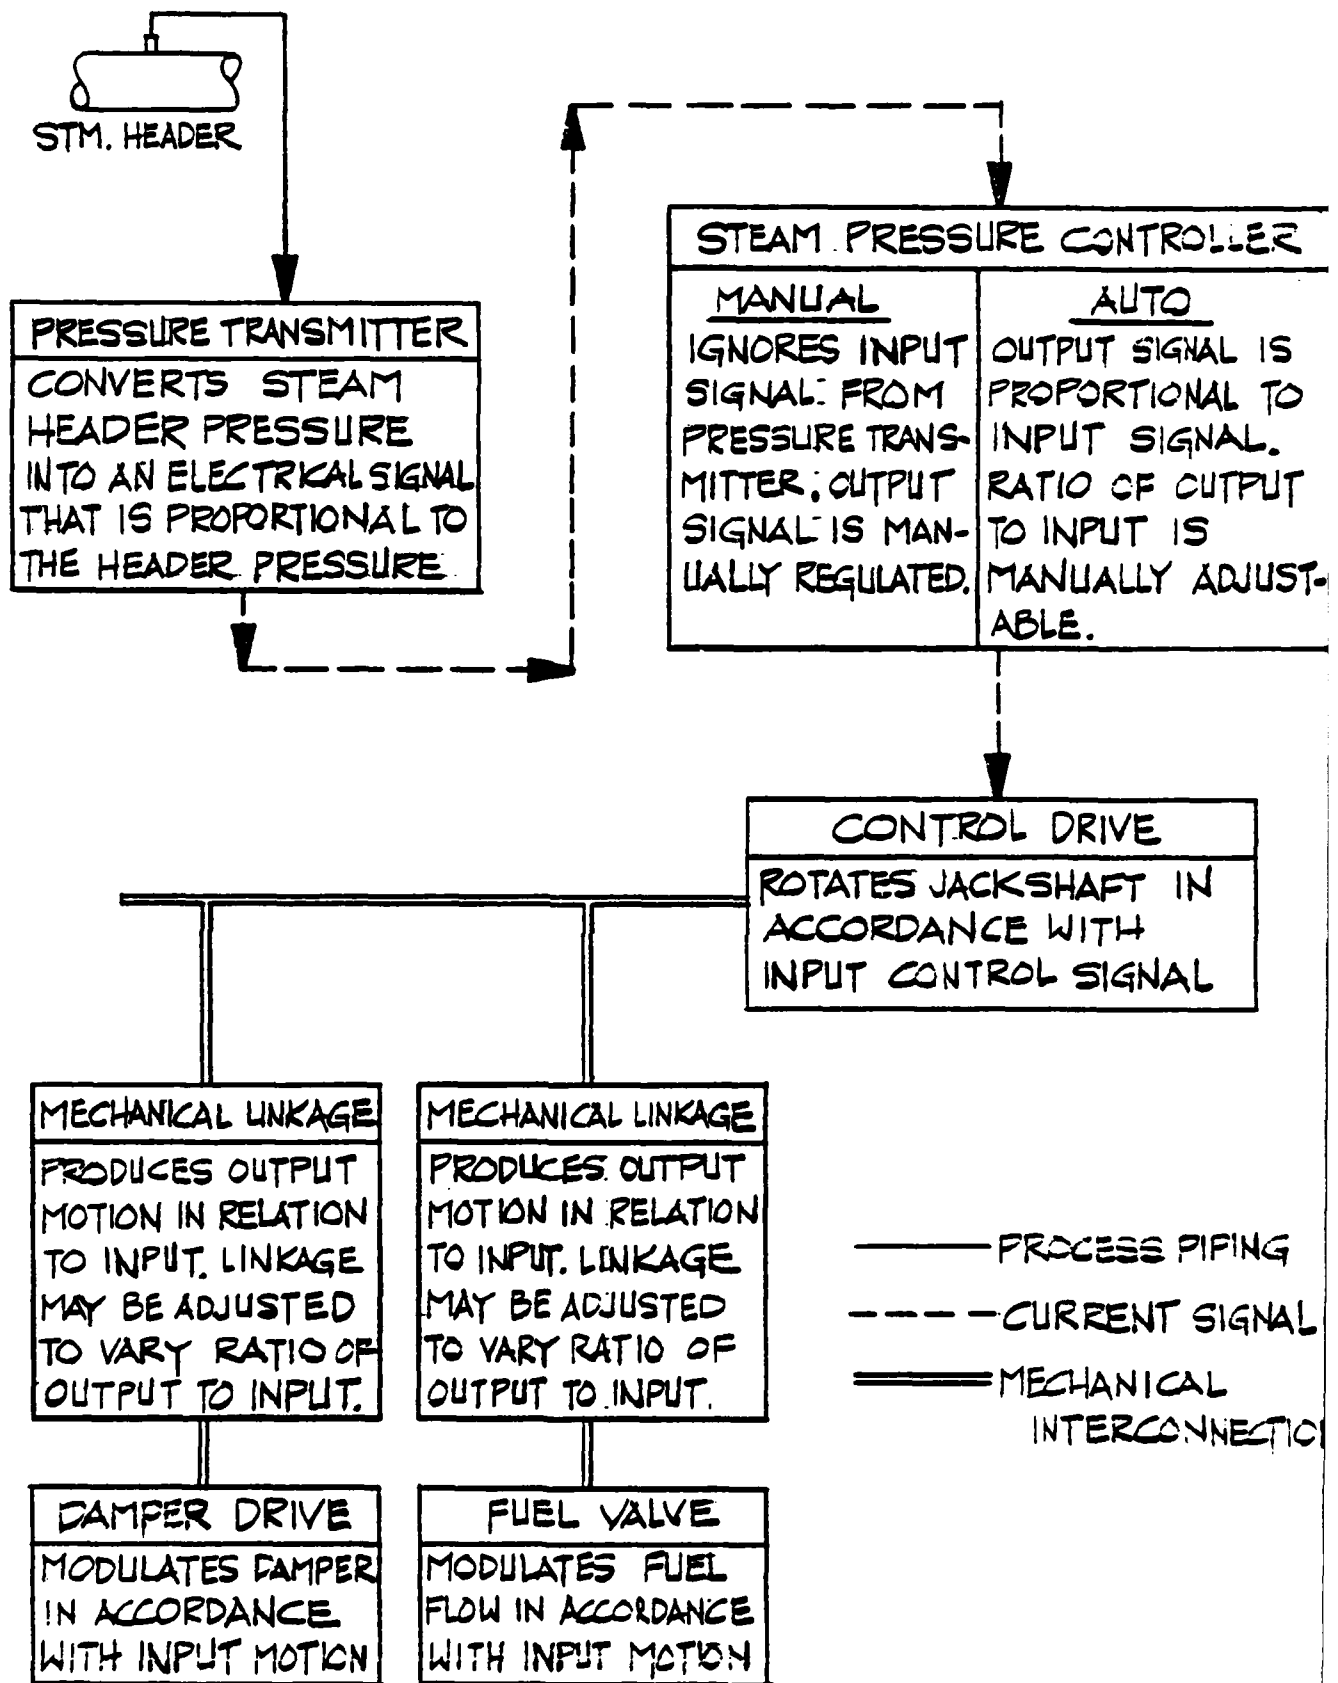 STM. HEADER
PRESSURE TRANSMITTER
CONVERTS STEAM
HEADER PRESSURE
INTO AN ELECTRICAL SIGNAL
THAT IS PROPORTIONAL TO
THE HEADER PRESSURE
STEAM PRESSURE CONTROLLER
MANUAL
IGNORES INPUT
SIGNAL: FROM
PRESSURE TRANS-
MITTER; OUTPUT
SIGNAL IS MAN-
UALLY REGULATED.
AUTO
OUTPUT SIGNAL IS
PROPORTIONAL TO
INPUT SIGNAL.
RATIO OF OUTPUT
TO INPUT IS
MANUALLY ADJUST-
ABLE.
CONTROL DRIVE
ROTATES JACKSHAFT IN
ACCORDANCE WITH
INPUT CONTROL SIGNAL
MECHANICAL LINKAGE
PRODUCES OUTPUT
MOTION IN RELATION
TO INPUT. LINKAGE
MAY BE ADJUSTED
TO VARY RATIO OF
OUTPUT TO INPUT.
MECHANICAL LINKAGE
PRODUCES OUTPUT
MOTION IN RELATION
TO INPUT. LINKAGE
MAY BE ADJUSTED
TO VARY RATIO OF
OUTPUT TO INPUT.
PROCESS PIPING
CURRENT SIGNAL
MECHANICAL
INTERCONNECTIO
DAMPER DRIVE
MODULATES DAMPER
IN ACCORDANCE
WITH INPUT MOTION
FUEL VALVE
MODULATES FUEL
FLOW IN ACCORDANCE
WITH INPUT MOTION